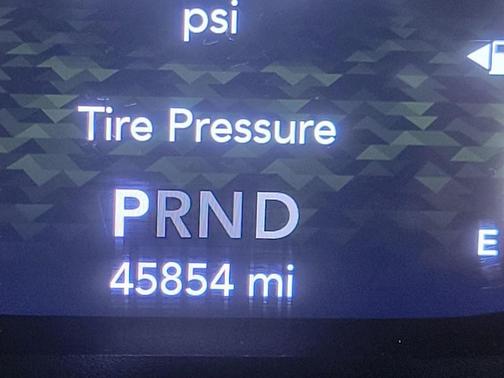 psi
Tire Pressure
PRND
45854 mi
E